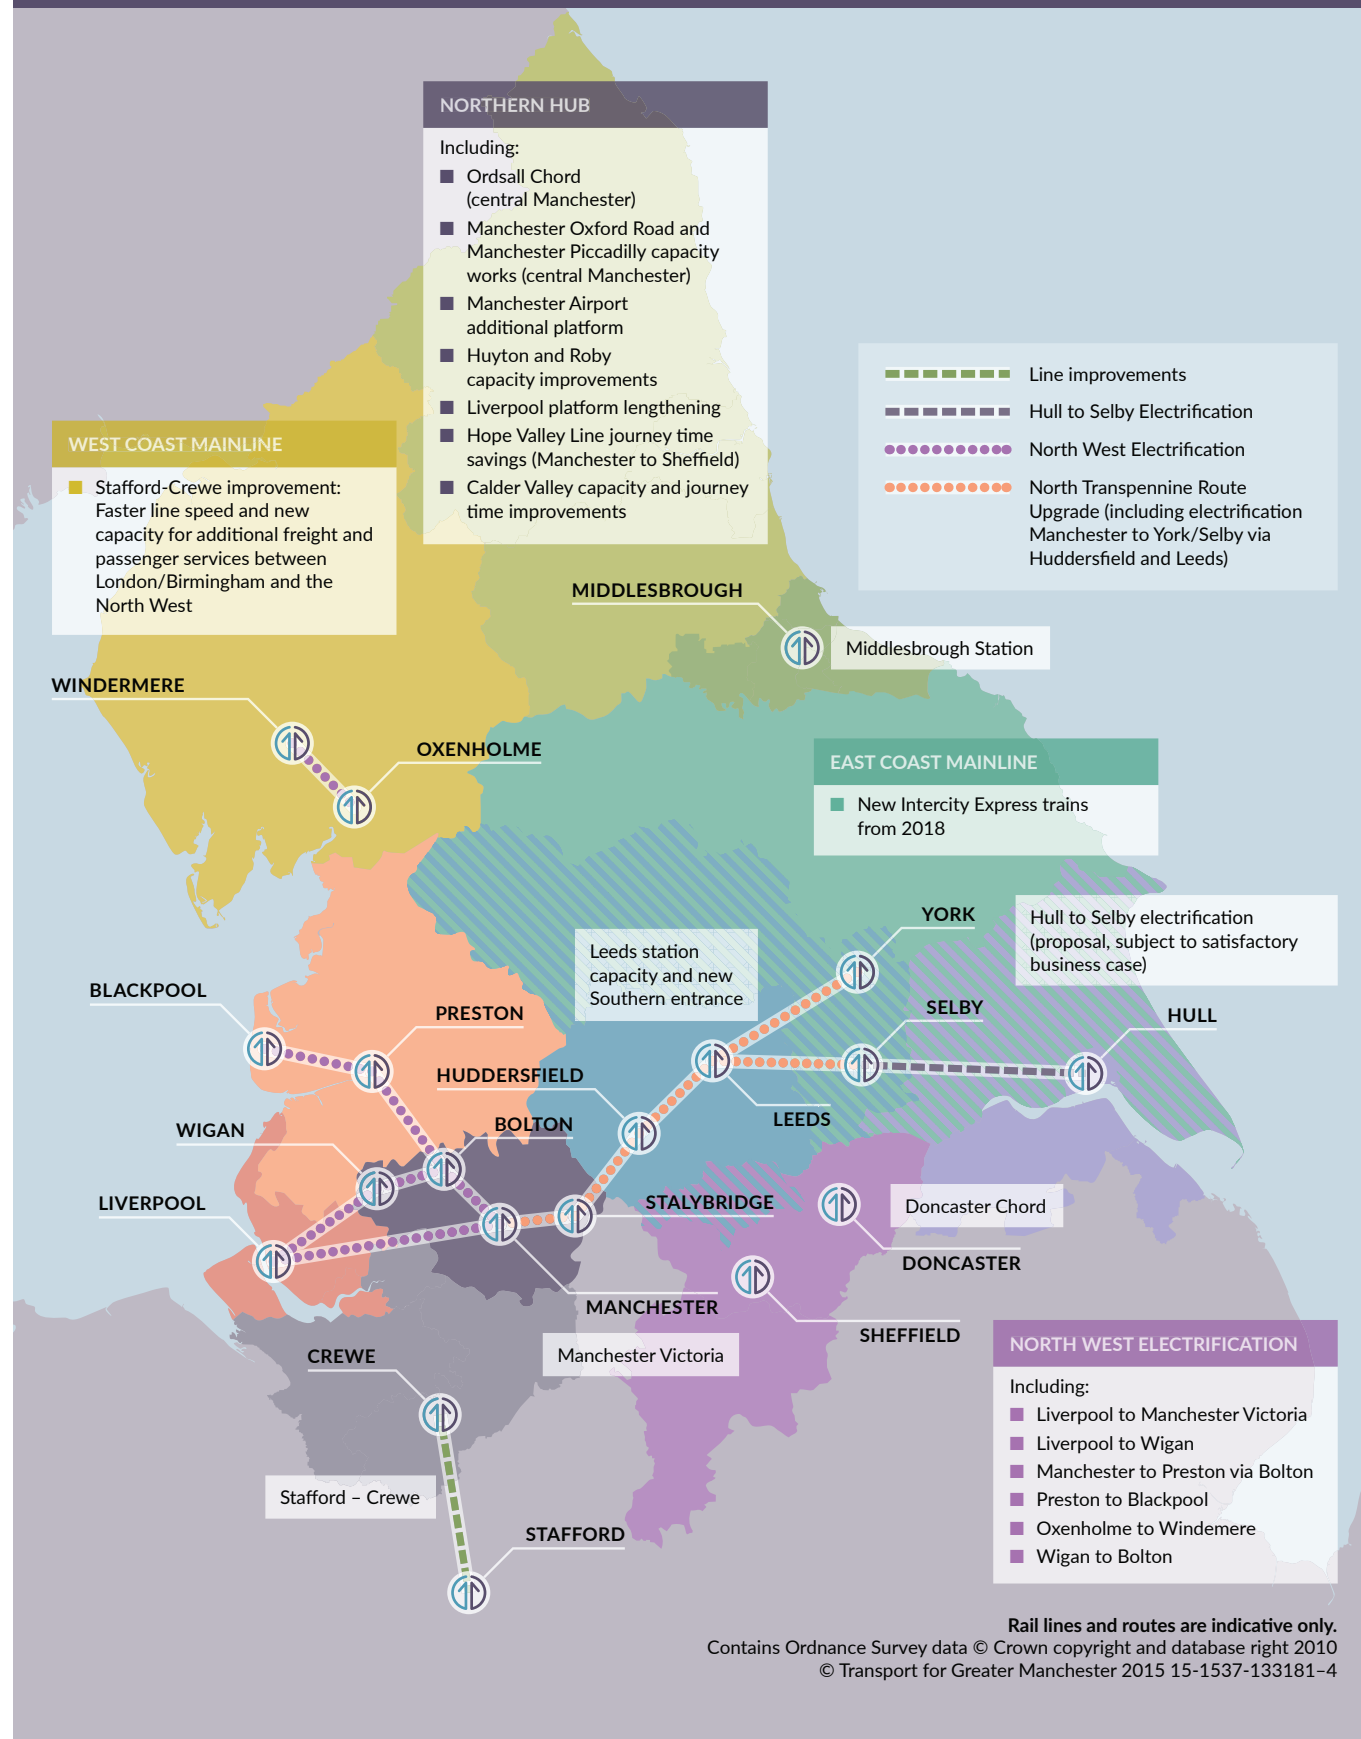 NORTHERN HUB
Including:
Ordsall Chord
(central Manchester)
Manchester Oxford Road and
Manchester Piccadilly capacity
works (central Manchester)
Manchester Airport
additional platform
Huyton and Roby
capacity improvements
Liverpool platform lengthening
Hope Valley Line journey time
savings (Manchester to Sheffield)
Calder Valley capacity and journey
time improvements
Line improvements
Hull to Selby Electrification
North West Electrification
North Transpennine Route
Upgrade (including electrification
Manchester to York/Selby via
Huddersfield and Leeds)
WEST COAST MAINLINE
Stafford-Crewe improvement:
Faster line speed and new
capacity for additional freight and
passenger services between
London/Birmingham and the
North West
MIDDLESBROUGH
Middlesbrough Station
WINDERMERE
OXENHOLME
EAST COAST MAINLINE
New Intercity Express trains
from 2018
YORK
Hull to Selby electrification
(proposal, subject to satisfactory
business case)
Leeds station
capacity and new
Southern entrance
BLACKPOOL
PRESTON
SELBY
HULL
HUDDERSFIELD
LEEDS
WIGAN
BOLTON
LIVERPOOL
STALYBRIDGE
Doncaster Chord
DONCASTER
MANCHESTER
SHEFFIELD
Manchester Victoria
CREWE
NORTH WEST ELECTRIFICATION
Including:
Liverpool to Manchester Victoria
Liverpool to Wigan
Manchester to Preston via Bolton
Preston to Blackpool
Oxenholme to Windemere
Wigan to Bolton
Stafford – Crewe
STAFFORD
Rail lines and routes are indicative only.
Contains Ordnance Survey data © Crown copyright and database right 2010
© Transport for Greater Manchester 2015 15-1537-133181–4